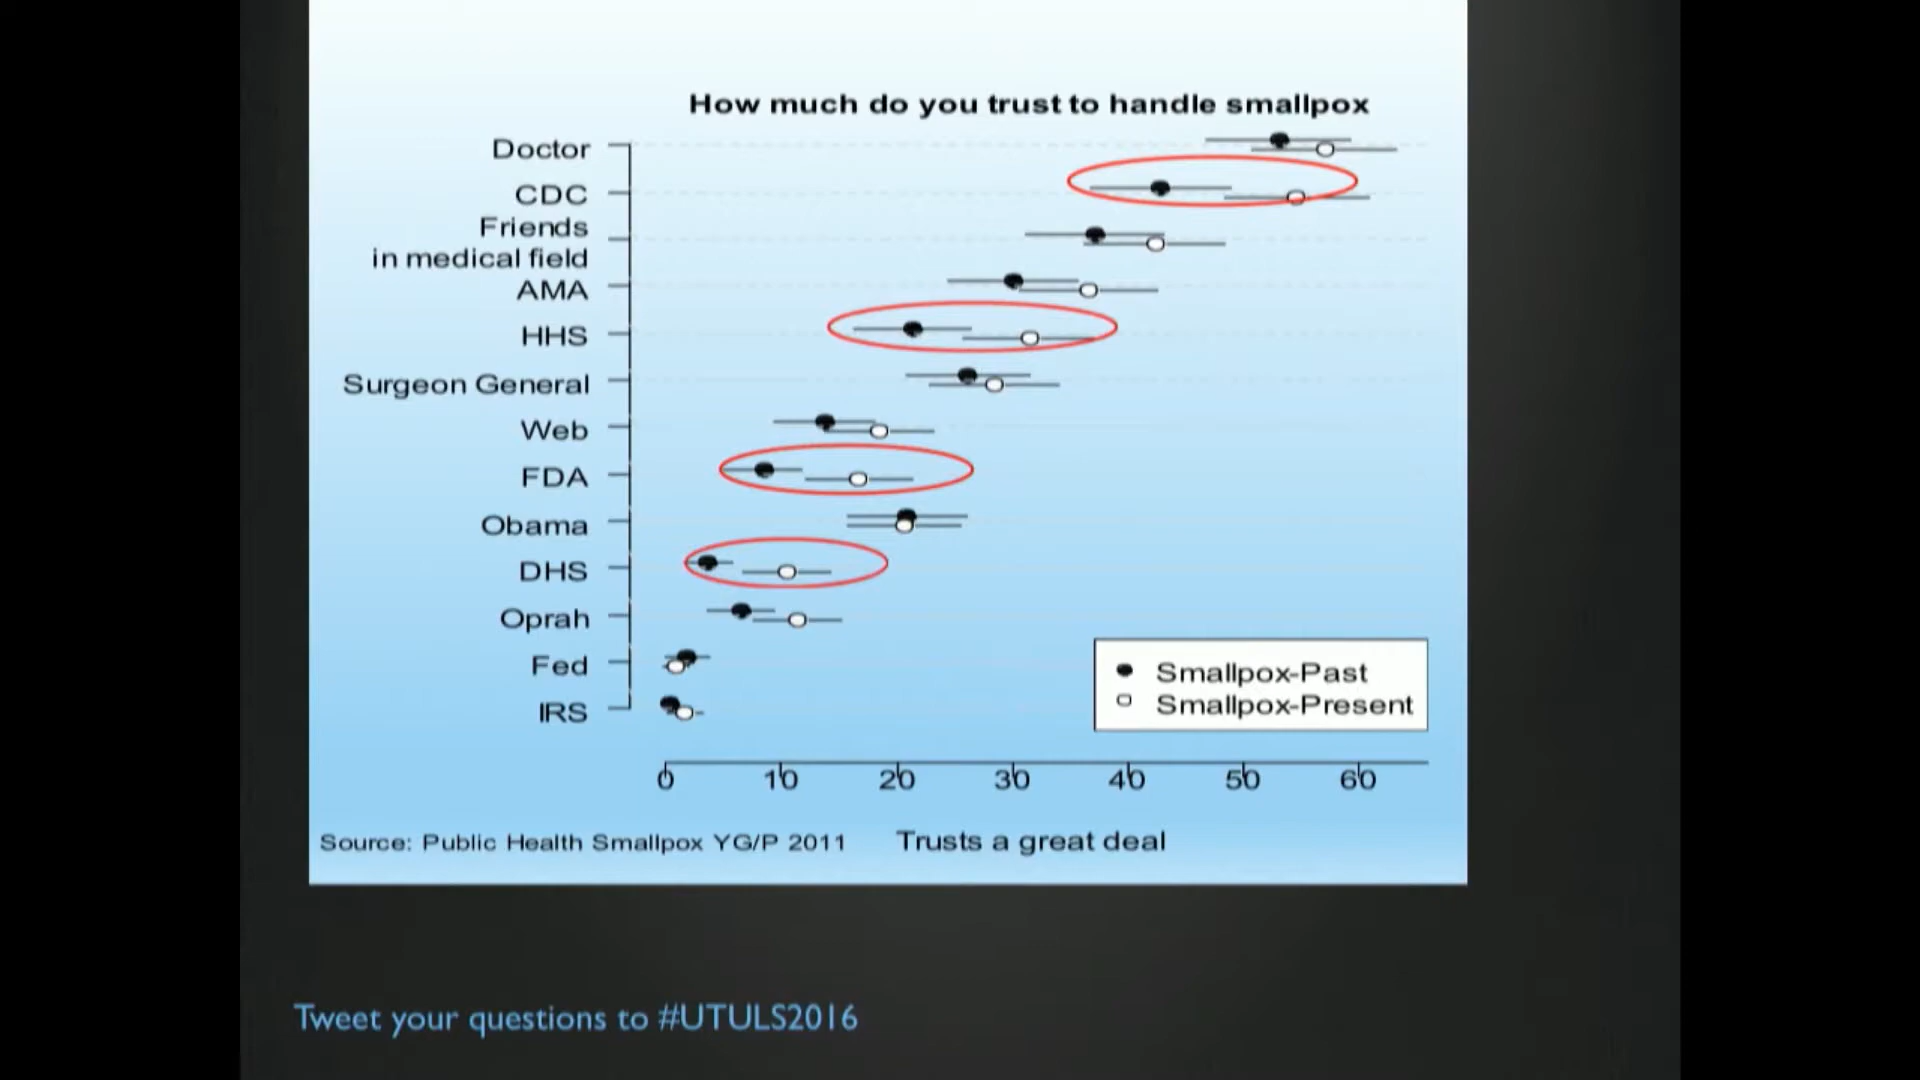 How much do you trust to handle smallpox
Doctor
CDC
Friends
in medical field
AMA
HHS
Surgeon General
Web
FDA
Obama
DHS
Oprah
Fed
IRS
Smallpox-Past
Smallpox-Present
0 10 20 30 40 50 60
Source: Public Health Smallpox YG/P 2011 Trusts a great deal
Tweet your questions to #UTULS2016